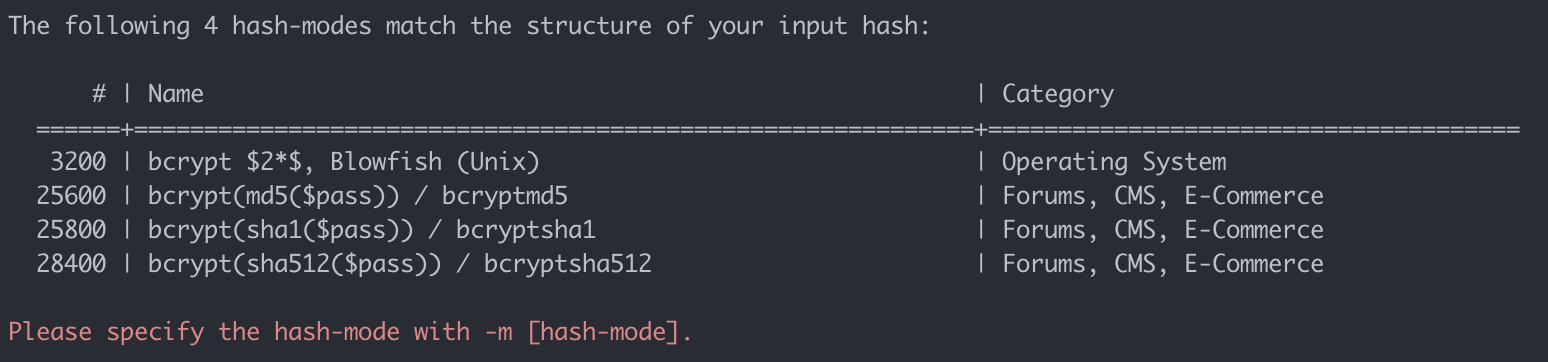 The following 4 hash-modes match the structure of your input hash:
# | Name | Category
======+============================================================+======================================
3200 | bcrypt $2*$, Blowfish (Unix) | Operating System
25600 | bcrypt(md5($pass)) / bcryptmd5 | Forums, CMS, E-Commerce
25800 | bcrypt(sha1($pass)) / bcryptsha1 | Forums, CMS, E-Commerce
28400 | bcrypt(sha512($pass)) / bcryptsha512 | Forums, CMS, E-Commerce
Please specify the hash-mode with -m [hash-mode].